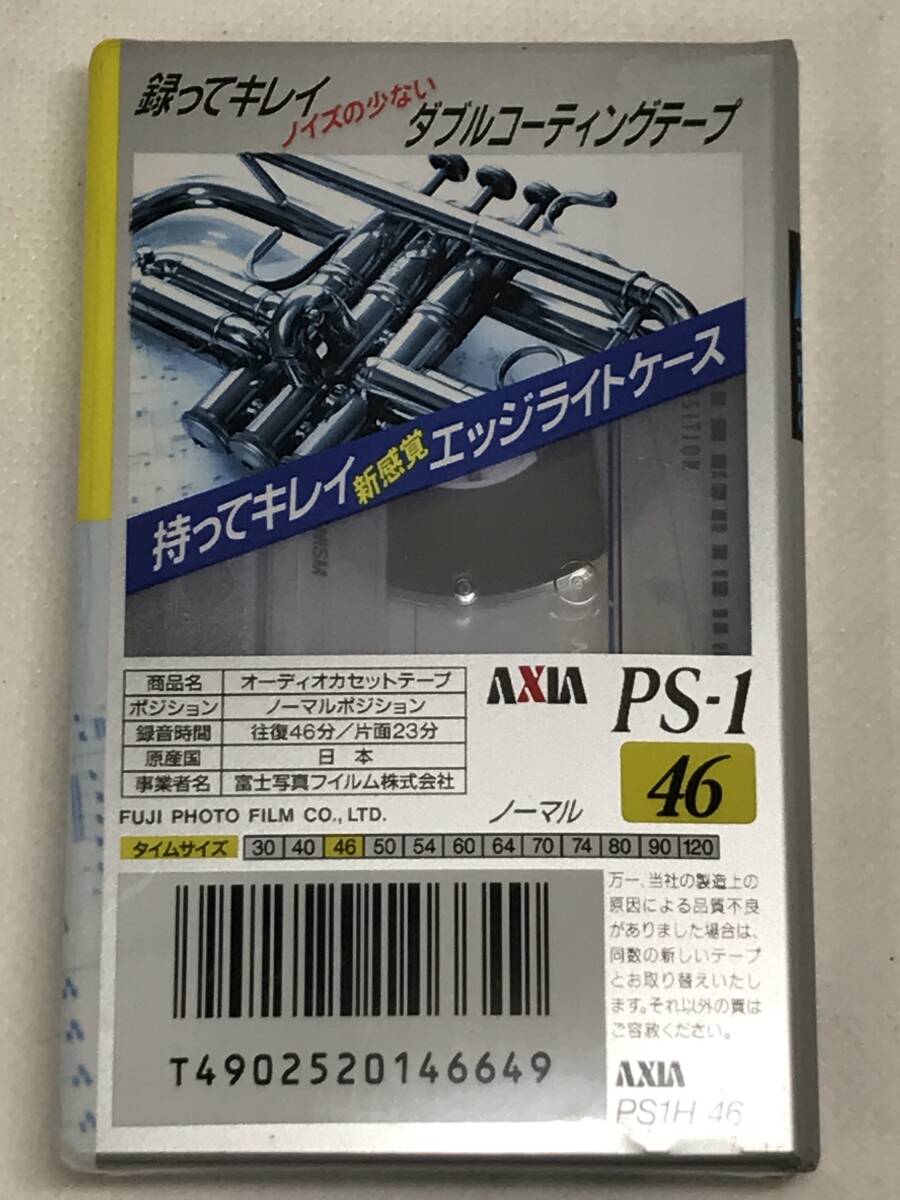 録ってキレイ
ノイズの少ない
ダブルコーティングテープ
持ってキレイ 新感覚 エッジライトケース
商品名 オーディオカセットテープ
ポジション ノーマルポジション
録音時間 往復46分/片面23分
原産国 日本
事業者名 富士写真フイルム株式会社
FUJI PHOTO FILM CO., LTD.
AXIA PS-1
ノーマル 46
タイムサイズ 30 40 46 50 54 60 64 70 74 80 90 120
万一、当社の製造上の
原因による品質不良
がありました場合は、
同数の新しいテープ
とお取り替えいたし
ます。それ以外の責は
ご容赦ください。
T4902520146649
AXIA
PS1H 46